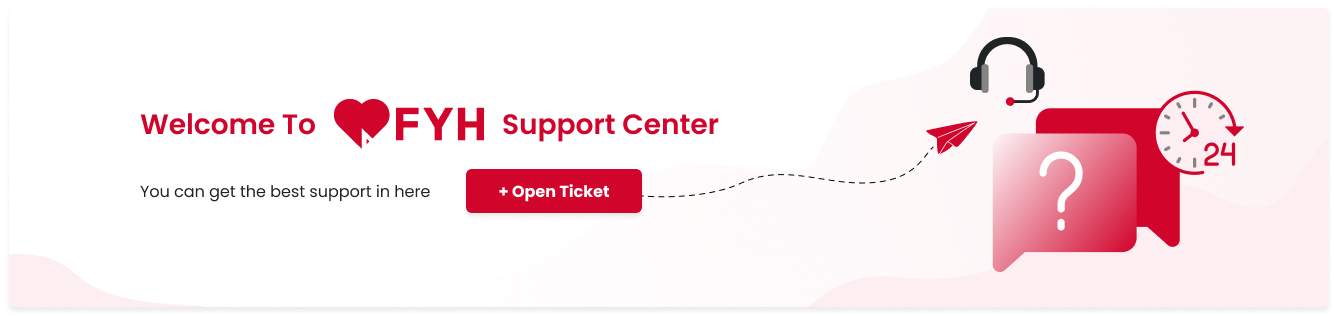 Welcome To FYH Support Center
You can get the best support in here
+ Open Ticket
?
24